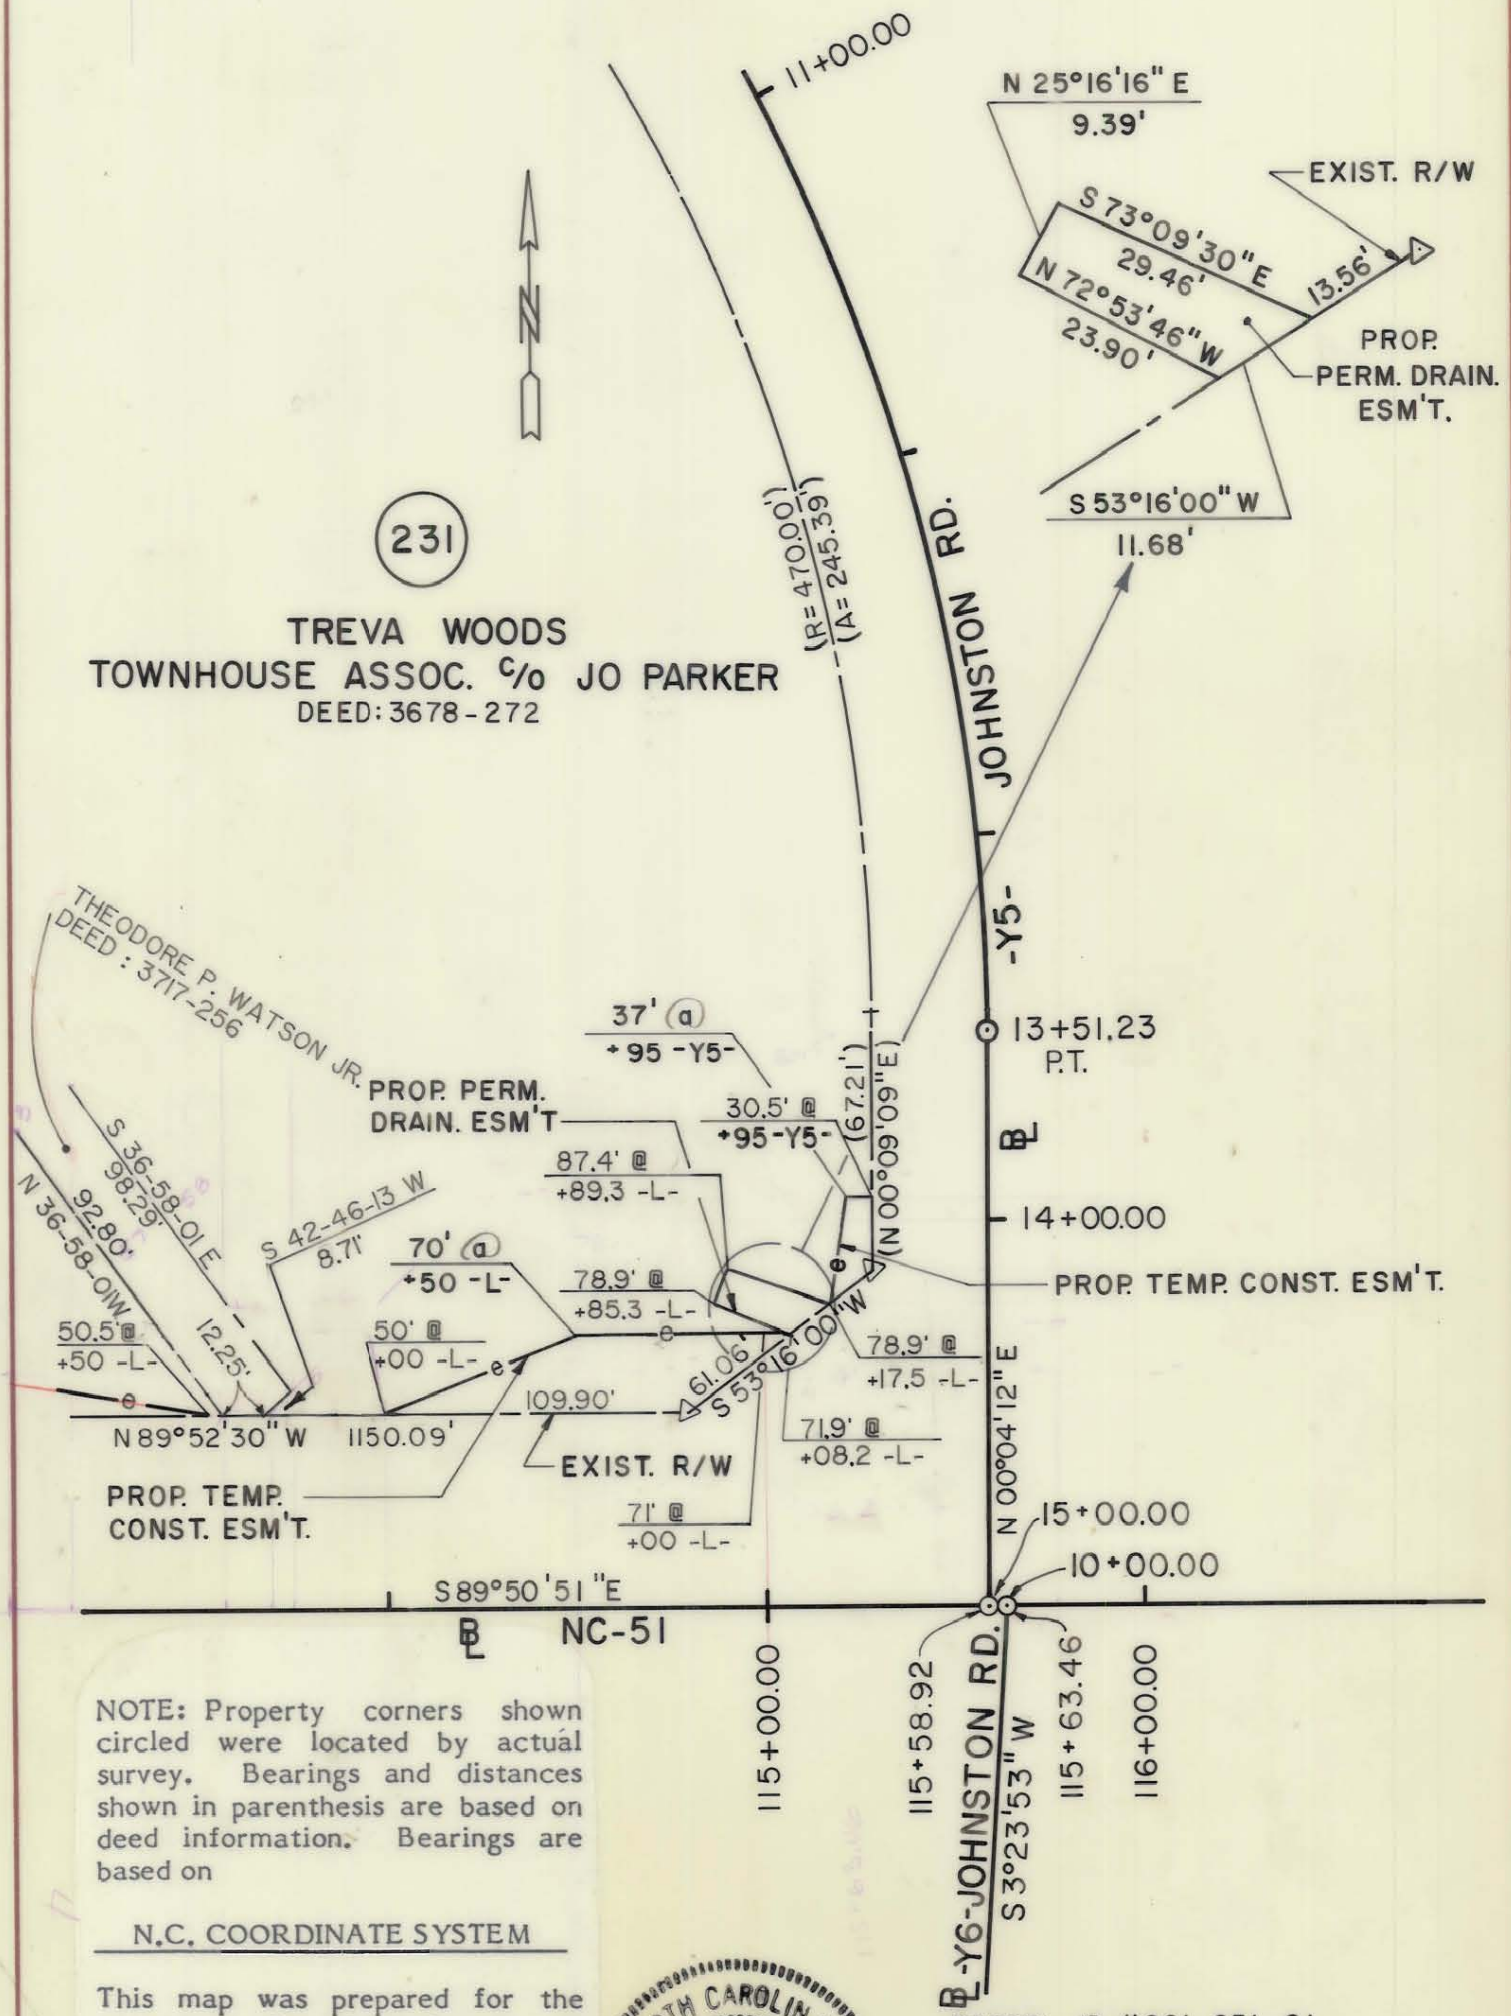 11+00.00
N 25°16'16" E
9.39'
EXIST. R/W
S 73°09'30" E
29.46'
N 72°53'46" W
23.90'
13.56'
PROP.
PERM. DRAIN.
ESM'T.
S 53°16'00" W
11.68'
231
TREVA WOODS
TOWNHOUSE ASSOC. C/O JO PARKER
DEED: 3678-272
(R= 470.00')
(A= 245.39')
JOHNSTON RD.
-Y5-
THEODORE P. WATSON JR.
DEED : 3717-256
37' @
+95 -Y5-
13+51.23
P.T.
PROP. PERM.
DRAIN. ESM'T
30.5' @
+95-Y5-
(67.21')
(N 00°09'09" E)
BL
87.4' @
+89.3 -L-
S 36-58-01 E
98.29'
92.80'
N 36-58-01W
S 42-46-13 W
8.71'
70' @
+50 -L-
14+00.00
78.9' @
+85.3 -L-
e
PROP. TEMP. CONST. ESM'T.
50.5' @
+50 -L-
12.25'
50' @
+00 -L-
e
e
e
61.06'
S 53°16'00" W
78.9' @
+17.5 -L-
N 00°04'12" E
109.90'
N 89°52'30" W
1150.09'
EXIST. R/W
71.9' @
+08.2 -L-
PROP. TEMP.
CONST. ESM'T.
71' @
+00 -L-
15+00.00
10+00.00
S 89°50'51" E
BL NC-51
115+00.00
115+58.92
BL -Y6-JOHNSTON RD.
S 3°23'53" W
115+63.46
116+00.00
NOTE: Property corners shown
circled were located by actual
survey. Bearings and distances
shown in parenthesis are based on
deed information. Bearings are
based on
N.C. COORDINATE SYSTEM
This map was prepared for the
CAROLIN